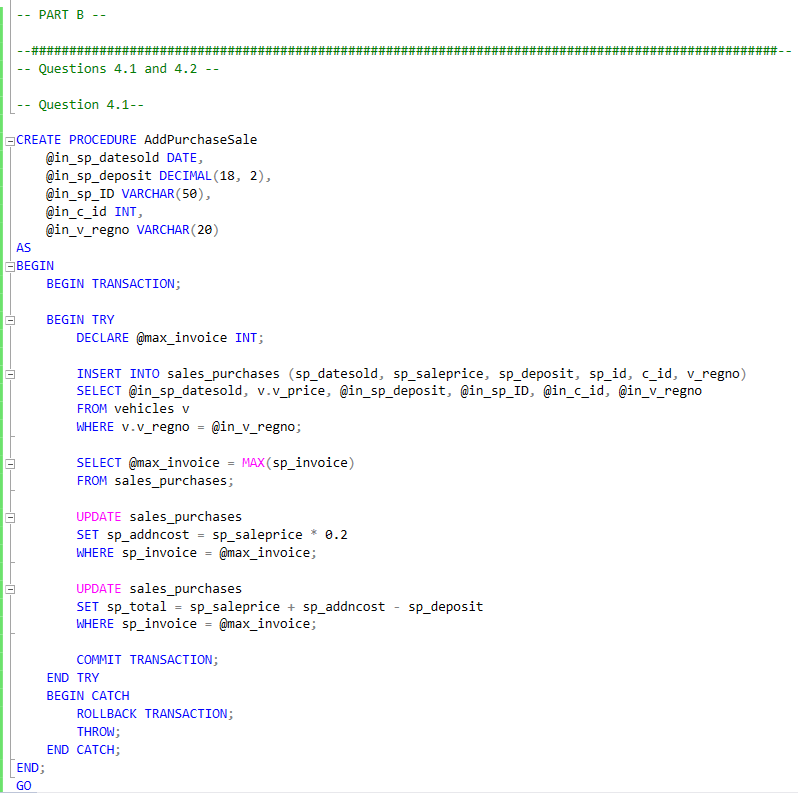 -- PART B --
--###################################################################################################--
-- Questions 4.1 and 4.2 --
-- Question 4.1--
CREATE PROCEDURE AddPurchaseSale
@in_sp_datesold DATE,
@in_sp_deposit DECIMAL(18, 2),
@in_sp_ID VARCHAR(50),
@in_c_id INT,
@in_v_regno VARCHAR(20)
AS
BEGIN
BEGIN TRANSACTION;
BEGIN TRY
DECLARE @max_invoice INT;
INSERT INTO sales_purchases (sp_datesold, sp_saleprice, sp_deposit, sp_id, c_id, v_regno)
SELECT @in_sp_datesold, v.v_price, @in_sp_deposit, @in_sp_ID, @in_c_id, @in_v_regno
FROM vehicles v
WHERE v.v_regno = @in_v_regno;
SELECT @max_invoice = MAX(sp_invoice)
FROM sales_purchases;
UPDATE sales_purchases
SET sp_addncost = sp_saleprice * 0.2
WHERE sp_invoice = @max_invoice;
UPDATE sales_purchases
SET sp_total = sp_saleprice + sp_addncost - sp_deposit
WHERE sp_invoice = @max_invoice;
COMMIT TRANSACTION;
END TRY
BEGIN CATCH
ROLLBACK TRANSACTION;
THROW;
END CATCH;
END;
GO